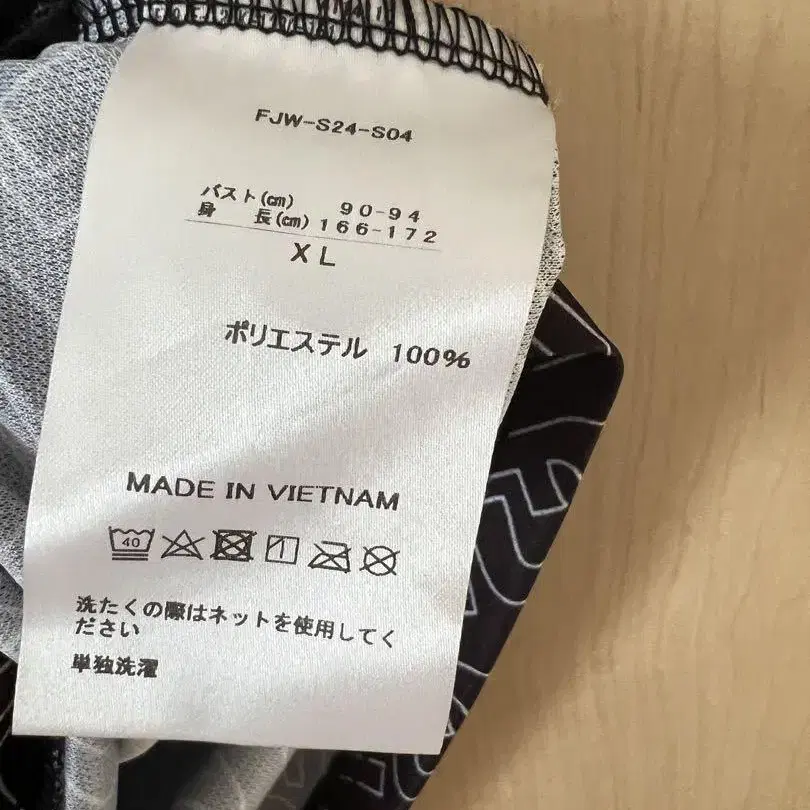 FJW-S24-S04
バスト(㎝) 90-94
身 長(㎝) 166-172
XL
ポリエステル 100%
MADE IN VIETNAM
40
洗たくの際はネットを使用してく
ださい
単独洗濯